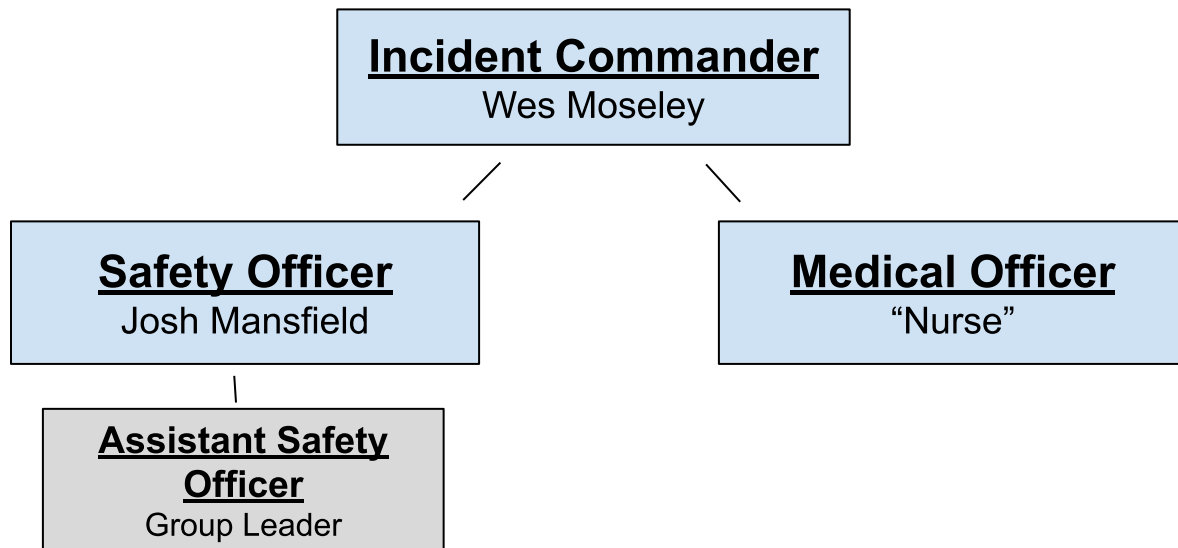 Incident Commander
Wes Moseley
Safety Officer
Josh Mansfield
Medical Officer
“Nurse”
Assistant Safety
Officer
Group Leader